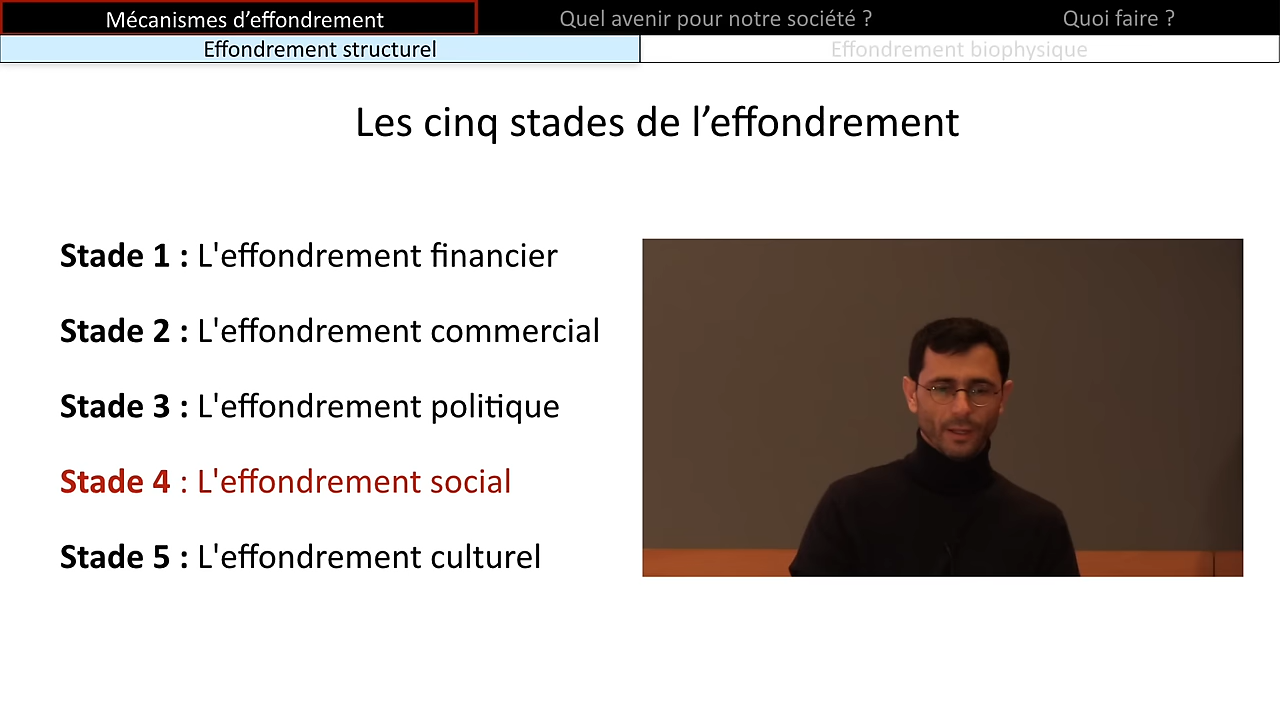 Mécanismes d’effondrement
Quel avenir pour notre société ?
Quoi faire ?
Effondrement structurel
Effondrement biophysique
Les cinq stades de l’effondrement
Stade 1 : L'effondrement financier
Stade 2 : L'effondrement commercial
Stade 3 : L'effondrement politique
Stade 4 : L'effondrement social
Stade 5 : L'effondrement culturel